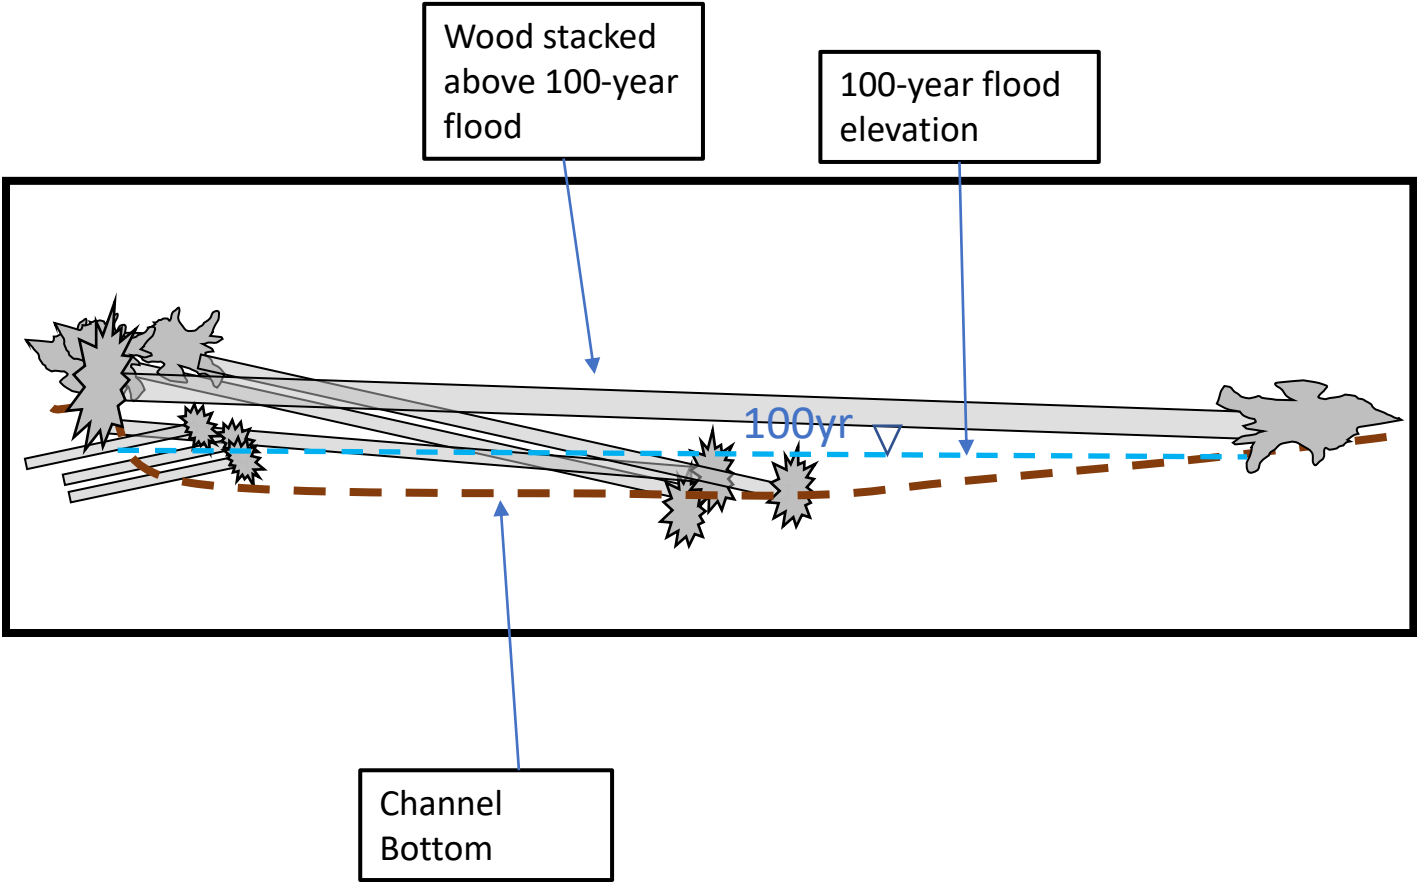 Wood stacked
above 100-year
flood
100-year flood
elevation
100yr
Channel
Bottom